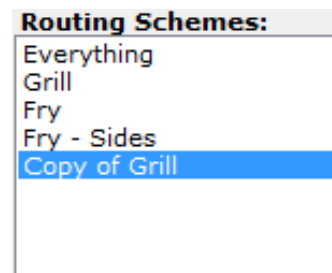 Routing Schemes:
Everything
Grill
Fry
Fry - Sides
Copy of Grill